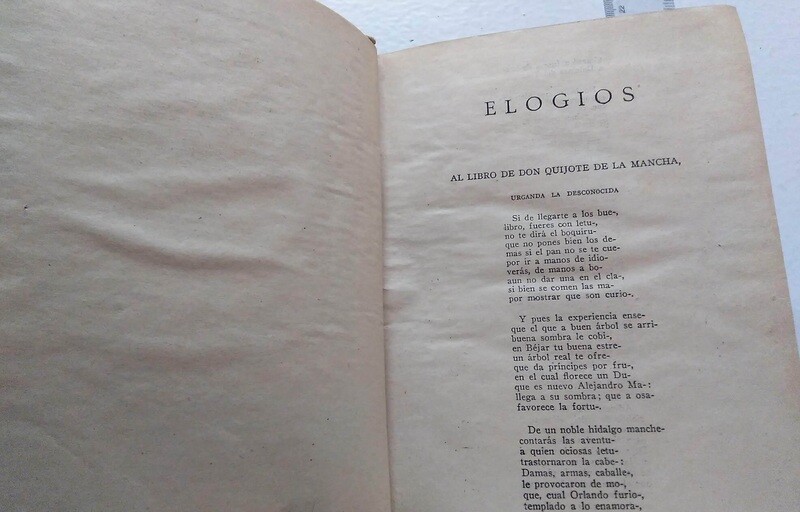 ELOGIOS
AL LIBRO DE DON QUIJOTE DE LA MANCHA,
URGANDA LA DESCONOCIDA
Si de llegarte a los bue-,
libro, fueres con letu-,
no te dirá el boquirru-
que no pones bien los de-
mas si el pan no se te cue-
por ir a manos de idio-
verás, de manos a bo-
aun no dar una en el cla-,
si bien se comen las ma-
por mostrar que son curio-.
Y pues la experiencia ense-
que el que a buen árbol se arri-
buena sombra le cobi-,
en Béjar tu buena estre-
un árbol real te ofre-
que da príncipes por fru-,
en el cual florece un Du-
que es nuevo Alejandro Ma-:
llega a su sombra; que a osa-
favorece la fortu-.
De un noble hidalgo manche-
contarás las aventu-
a quien ociosas letu-
trastornaron la cabe-:
Damas, armas, caballe-,
le provocaron de mo-,
que, cual Orlando furio-,
templado a lo enamora-,